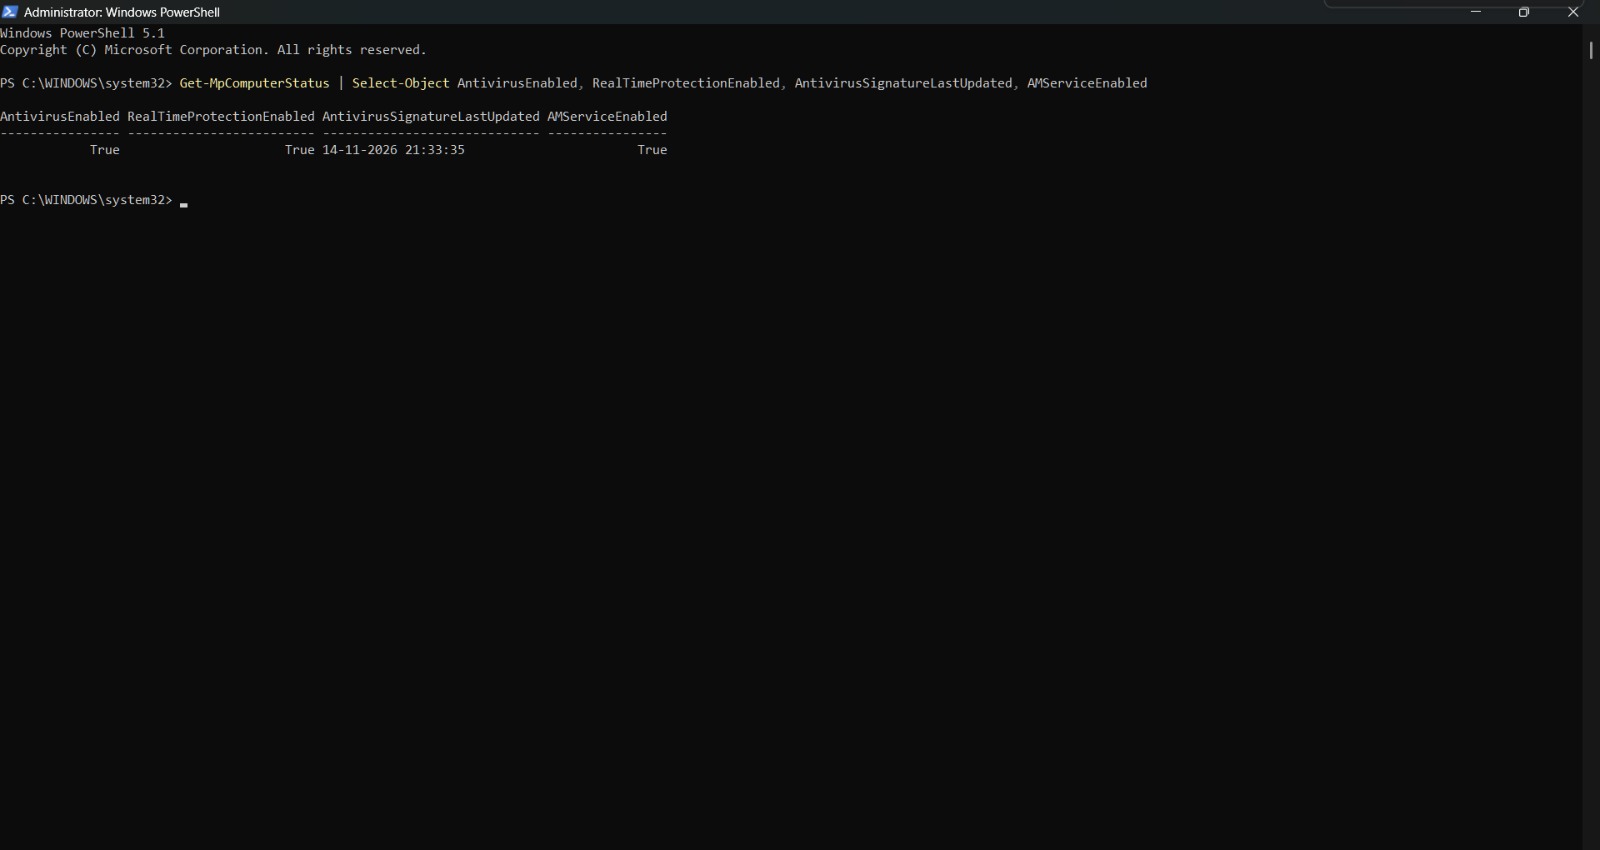 Administrator: Windows PowerShell
Windows PowerShell 5.1
Copyright (C) Microsoft Corporation. All rights reserved.
PS C:\WINDOWS\system32> Get-MpComputerStatus | Select-Object AntivirusEnabled, RealTimeProtectionEnabled, AntivirusSignatureLastUpdated, AMServiceEnabled
AntivirusEnabled RealTimeProtectionEnabled AntivirusSignatureLastUpdated AMServiceEnabled
---------------- ------------------------- ----------------------------- ----------------
True True 14-11-2026 21:33:35 True
PS C:\WINDOWS\system32>